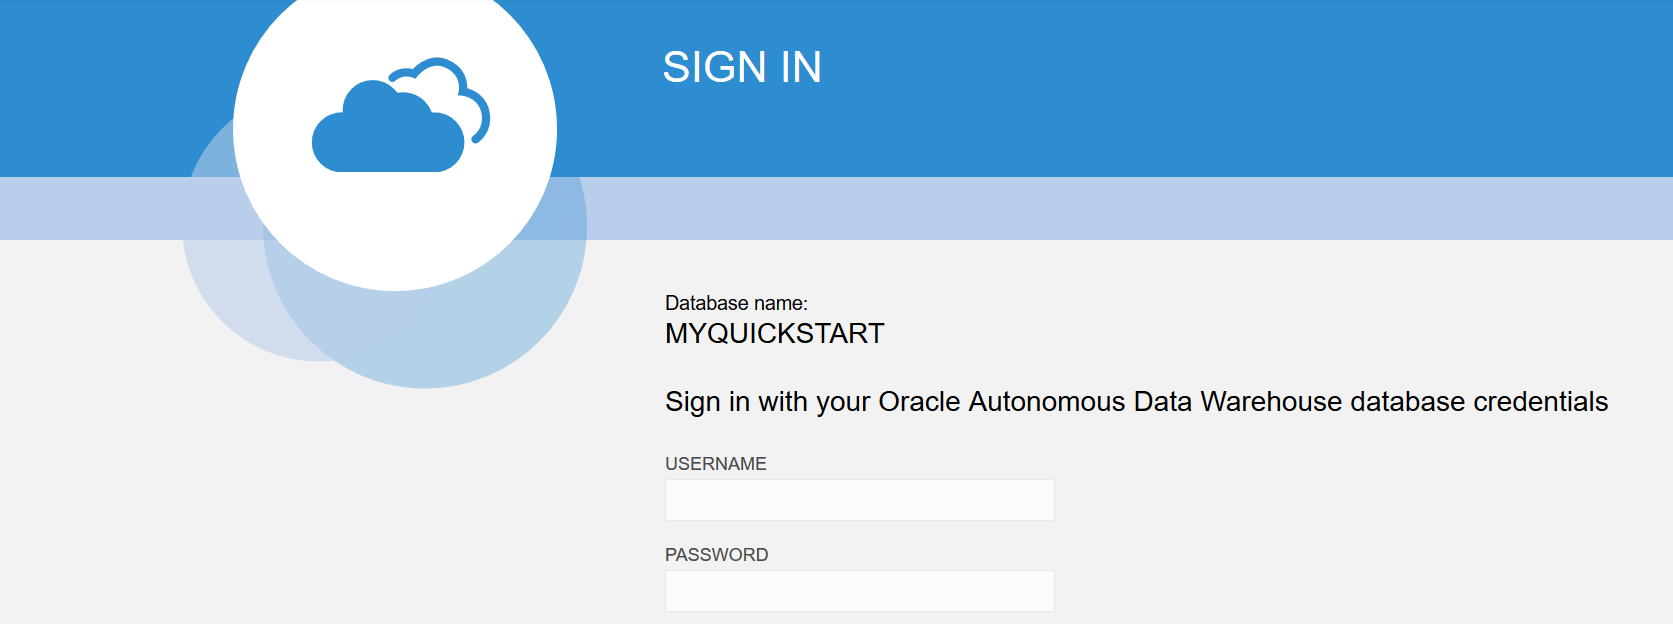 SIGN IN
Database name:
MYQUICKSTART
Sign in with your Oracle Autonomous Data Warehouse database credentials
USERNAME
PASSWORD